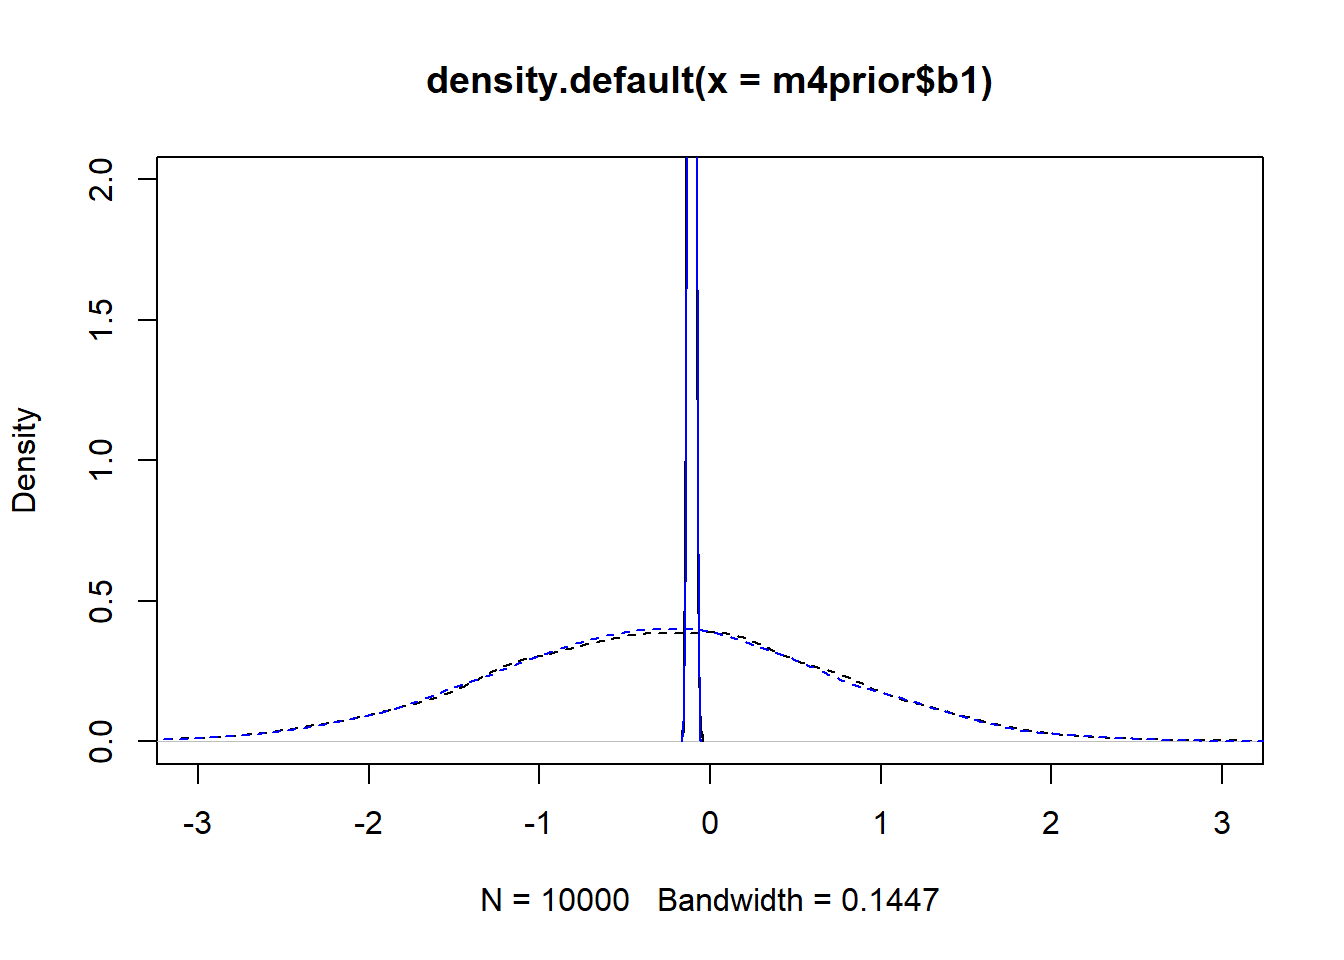 density.default(x = m4prior$b1)
Density
2.0
1.5
1.0
0.5
0.0
-3 -2 -1 0 1 2 3
N = 10000 Bandwidth = 0.1447